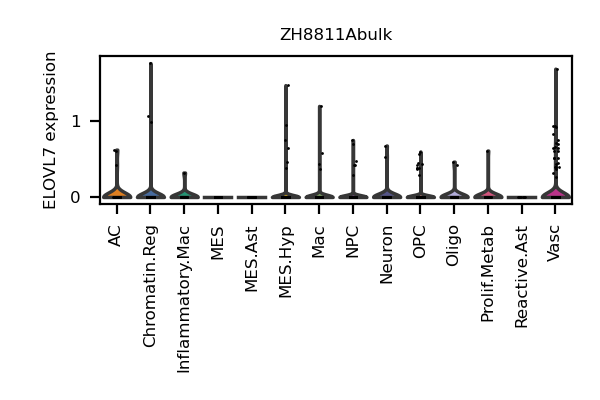 ZH8811Abulk
ELOVL7 expression
1
0
AC
Chromatin.Reg
Inflammatory.Mac
MES
MES.Ast
MES.Hyp
Mac
NPC
Neuron
OPC
Oligo
Prolif.Metab
Reactive.Ast
Vasc